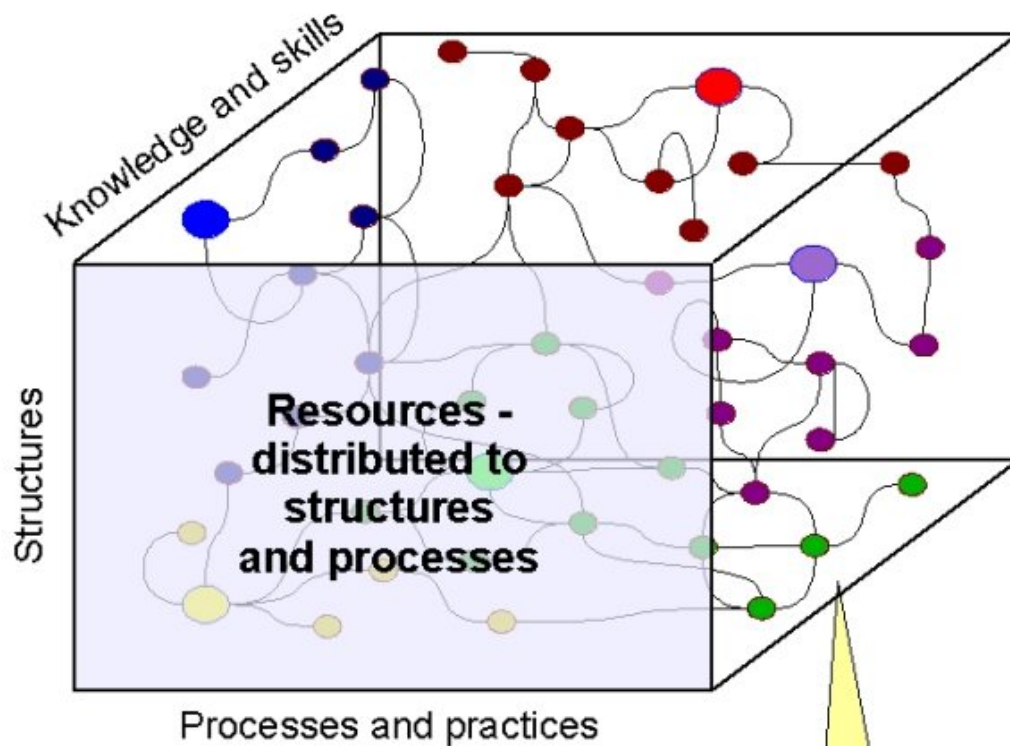 Knowledge and skills
Resources -
distributed to
structures
and processes
Structures
Processes and practices